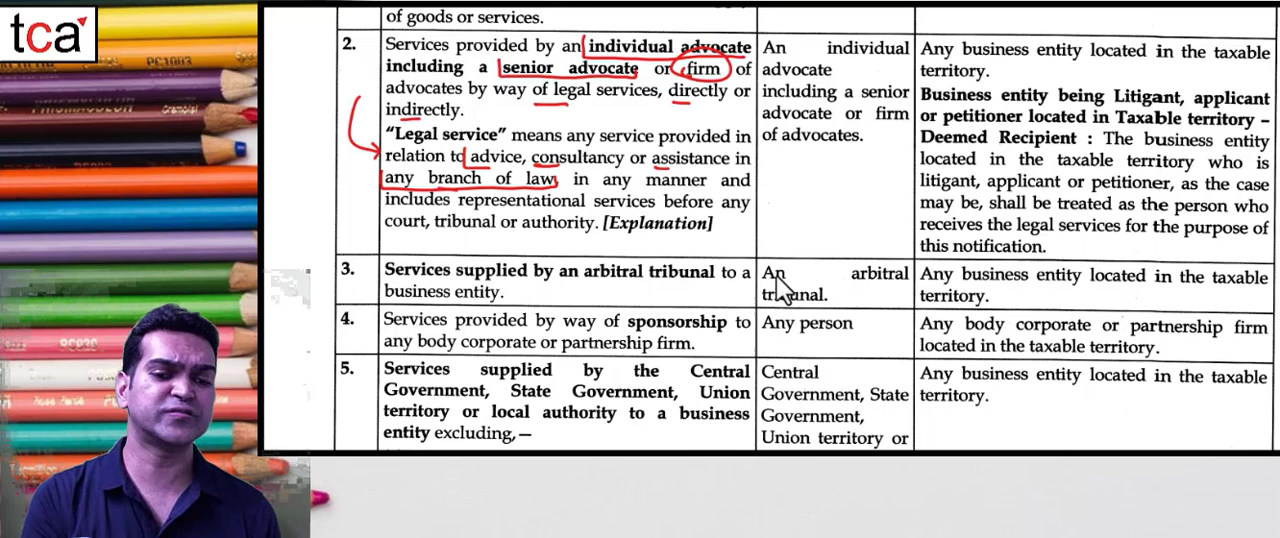 tca
PC1003
of goods or services.
2.
Services provided by an individual advocate
including a senior advocate or firm of
advocates by way of legal services, directly or
indirectly.
“Legal service” means any service provided in
relation to advice, consultancy or assistance in
any branch of law in any manner and
includes representational services before any
court, tribunal or authority. [Explanation]
An individual
advocate
including a senior
advocate or firm
of advocates.
Any business entity located in the taxable
territory.
Business entity being Litigant, applicant
or petitioner located in Taxable territory –
Deemed Recipient : The business entity
located in the taxable territory who is
litigant, applicant or petitioner, as the case
may be, shall be treated as the person who
receives the legal services for the purpose of
this notification.
3.
Services supplied by an arbitral tribunal to a
business entity.
An arbitral
tribunal.
Any business entity located in the taxable
territory.
4.
Services provided by way of sponsorship to
any body corporate or partnership firm.
Any person
Any body corporate or partnership firm
located in the taxable territory.
5.
Services supplied by the Central
Government, State Government, Union
territory or local authority to a business
entity excluding, —
Central
Government, State
Government,
Union territory or
Any business entity located in the taxable
territory.